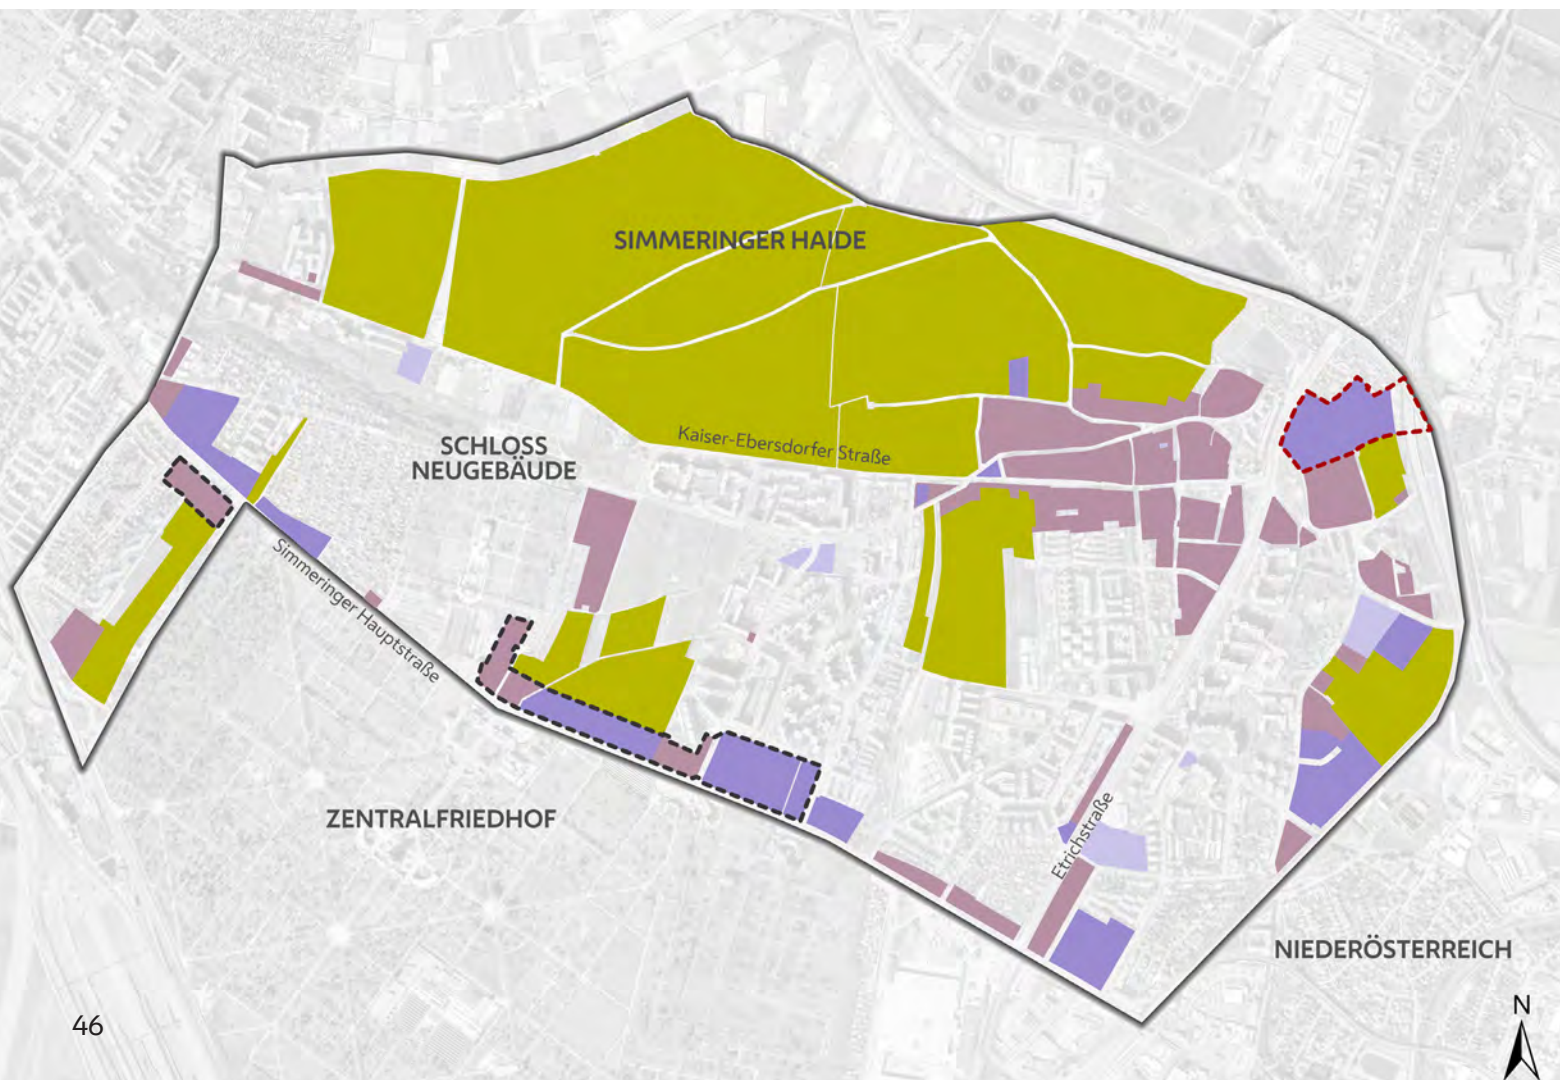 SIMMERINGER HAIDE
Kaiser-Ebersdorfer Straße
SCHLOSS
NEUGEBÄUDE
Simmeringer Hauptstraße
Etrichstraße
ZENTRALFRIEDHOF
NIEDERÖSTERREICH
46
N